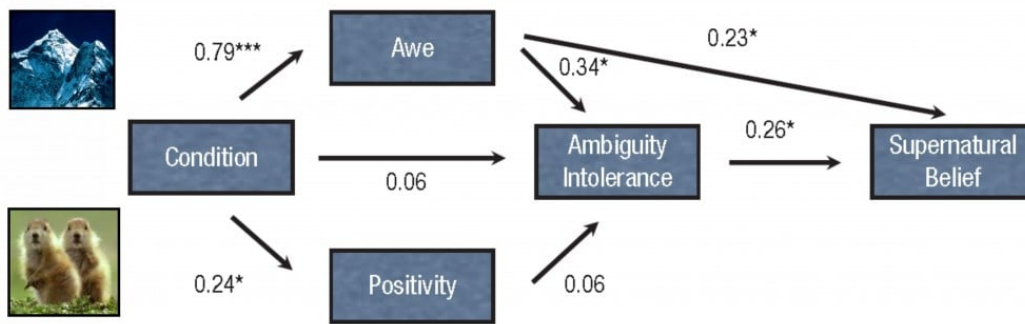 0.79***
Awe
0.23*
0.34*
Condition
0.06
Ambiguity
Intolerance
0.26*
Supernatural
Belief
0.24*
Positivity
0.06